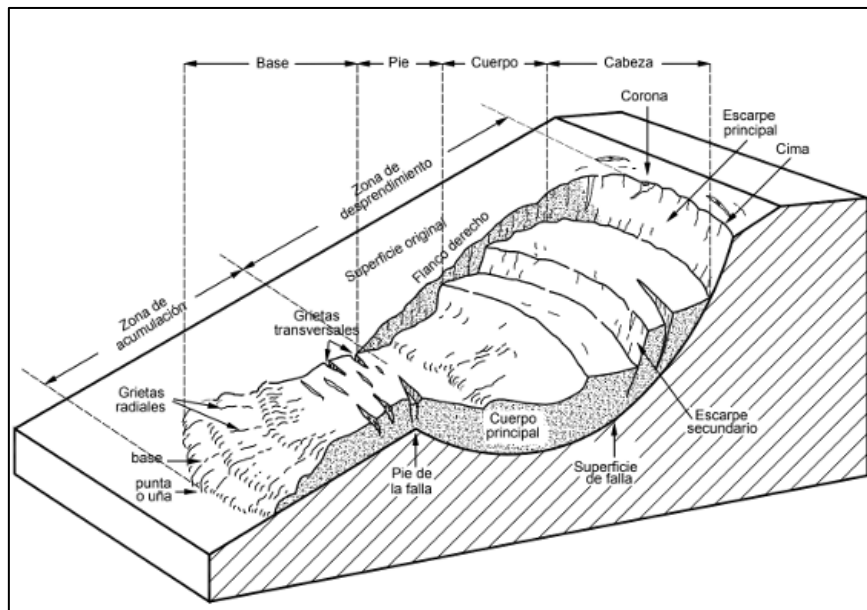 Base
Pie
Cuerpo
Cabeza
Corona
Escarpe
principal
Cima
Zona de
desprendimiento
Superficie original
Flanco derecho
Zona de
acumulación
Grietas
transversales
Grietas
radiales
base
punta
o uña
Cuerpo
principal
Pie de
la falla
Superficie
de falla
Escarpe
secundario